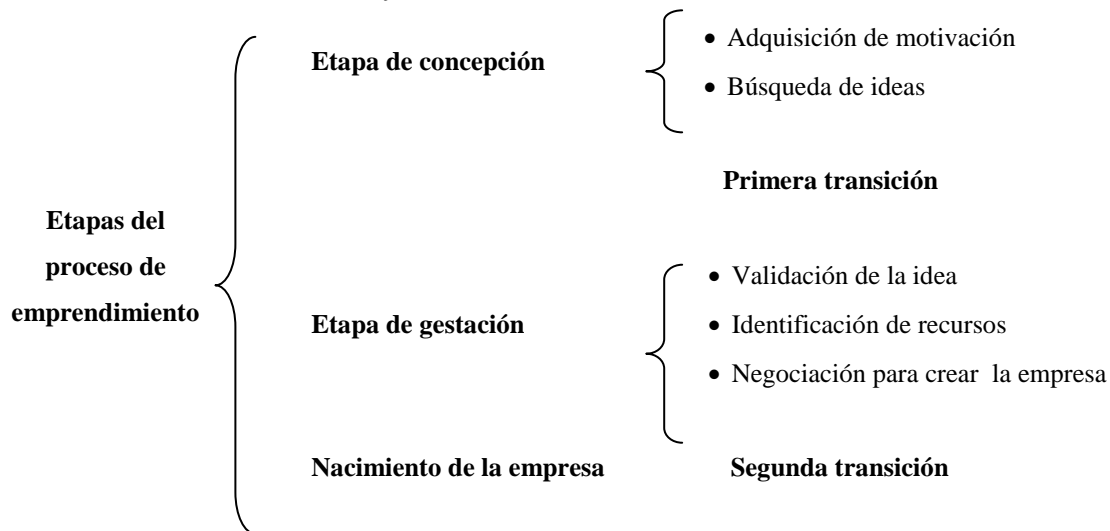 Etapa de concepción
• Adquisición de motivación
• Búsqueda de ideas
Primera transición
Etapas del
proceso de
emprendimiento
Etapa de gestación
• Validación de la idea
• Identificación de recursos
• Negociación para crear la empresa
Nacimiento de la empresa
Segunda transición